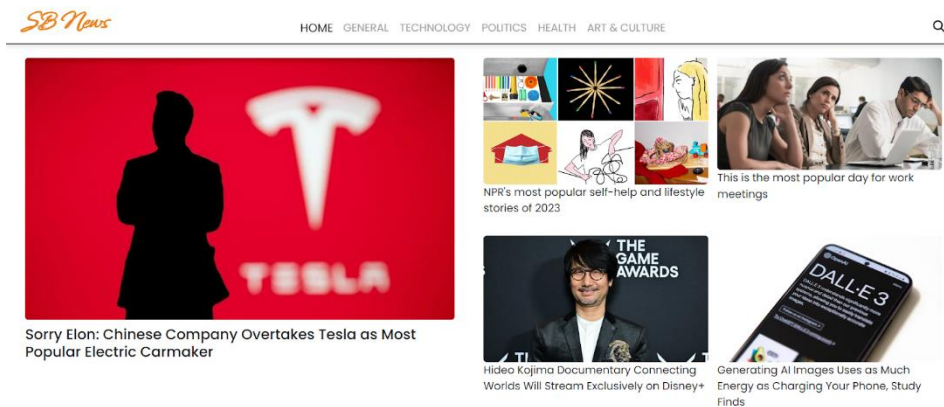 SB News
HOME GENERAL TECHNOLOGY POLITICS HEALTH ART & CULTURE
TESLA
Sorry Elon: Chinese Company Overtakes Tesla as Most
Popular Electric Carmaker
NPR's most popular self-help and lifestyle
stories of 2023
This is the most popular day for work
meetings
THE
GAME
AWARDS
Hideo Kojima Documentary Connecting
Worlds Will Stream Exclusively on Disney+
OpenAI
DALL·E 3
Generating AI Images Uses as Much
Energy as Charging Your Phone, Study
Finds